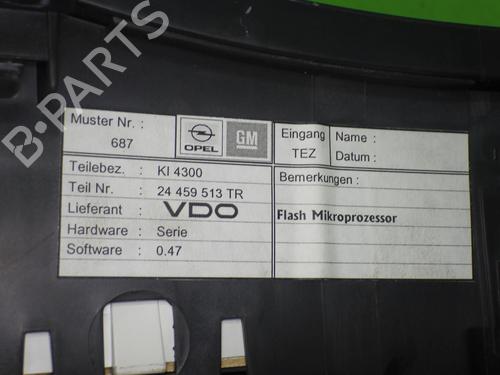 B-PARTS
Muster Nr. :
687
OPEL
GM
Eingang
TEZ
Name :
Datum :
Teilebez. : KI 4300
Teil Nr. : 24 459 513 TR
Lieferant : VDO
Hardware : Serie
Software : 0.47
Bemerkungen :
Flash Mikroprozessor